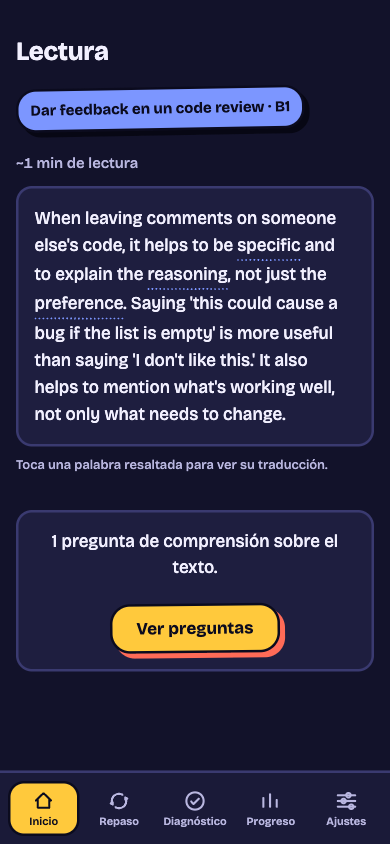 Lectura
Dar feedback en un code review · B1
~1 min de lectura
When leaving comments on someone
else's code, it helps to be specific and
to explain the reasoning, not just the
preference. Saying 'this could cause a
bug if the list is empty' is more useful
than saying 'I don't like this.' It also
helps to mention what's working well,
not only what needs to change.
Toca una palabra resaltada para ver su traducción.
1 pregunta de comprensión sobre el
texto.
Ver preguntas
Inicio
Repaso
Diagnóstico
Progreso
Ajustes